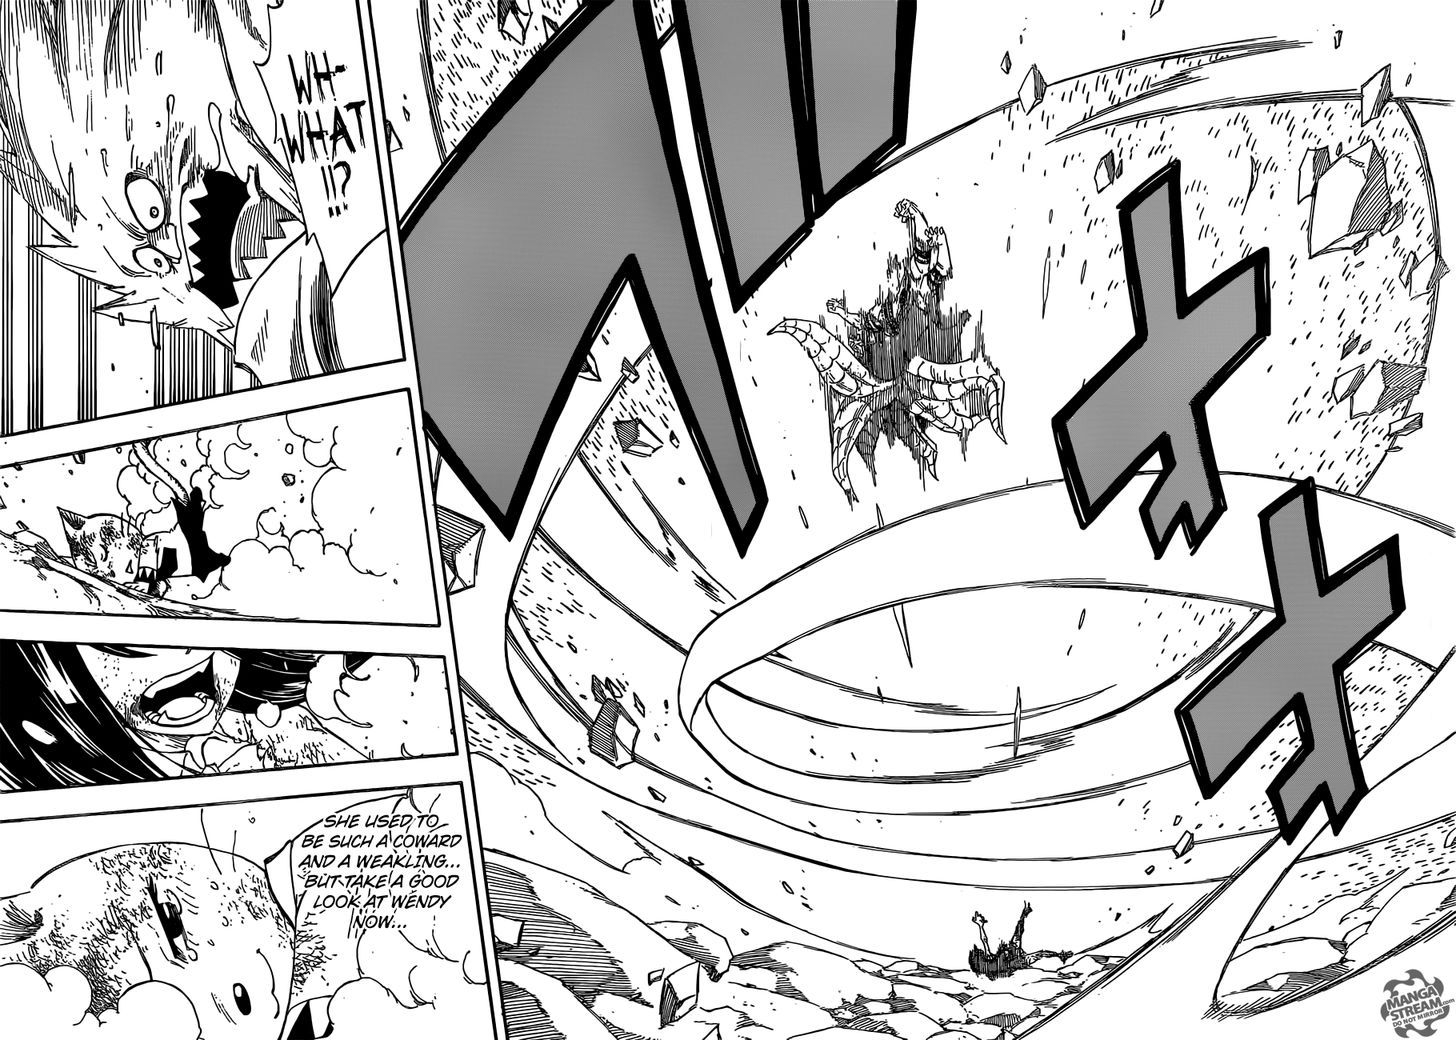 WH-
WHAT
!!?
SHE USED TO
BE SUCH A COWARD
AND A WEAKLING...
BUT TAKE A GOOD
LOOK AT WENDY
NOW...
MANGA
STREAM.com
DO NOT MIRROR